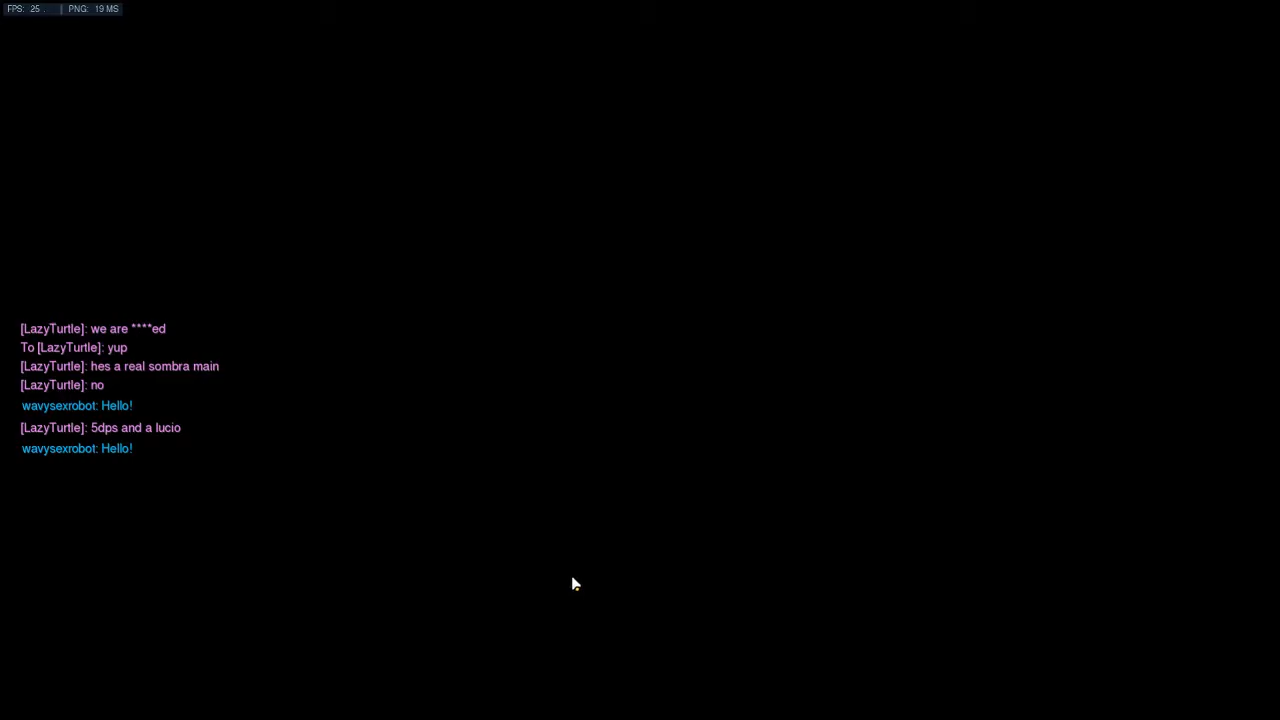 FPS: 25 . | PNG: 19 MS
[LazyTurtle]: we are ****ed
To [LazyTurtle]: yup
[LazyTurtle]: hes a real sombra main
[LazyTurtle]: no
wavysexrobot: Hello!
[LazyTurtle]: 5dps and a lucio
wavysexrobot: Hello!